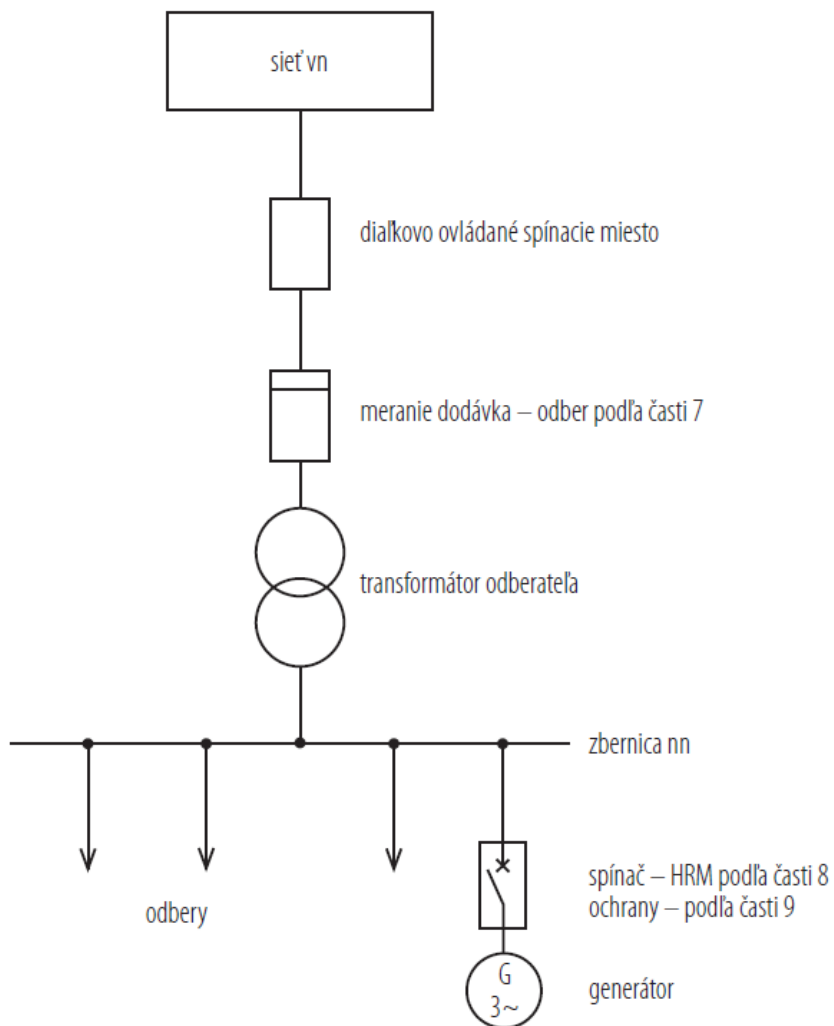 sieť vn
diaľkovo ovládané spínacie miesto
meranie dodávka – odber podľa časti 7
transformátor odberateľa
zbernica nn
odbery
spínač – HRM podľa časti 8
ochrany – podľa časti 9
G
3~
generátor